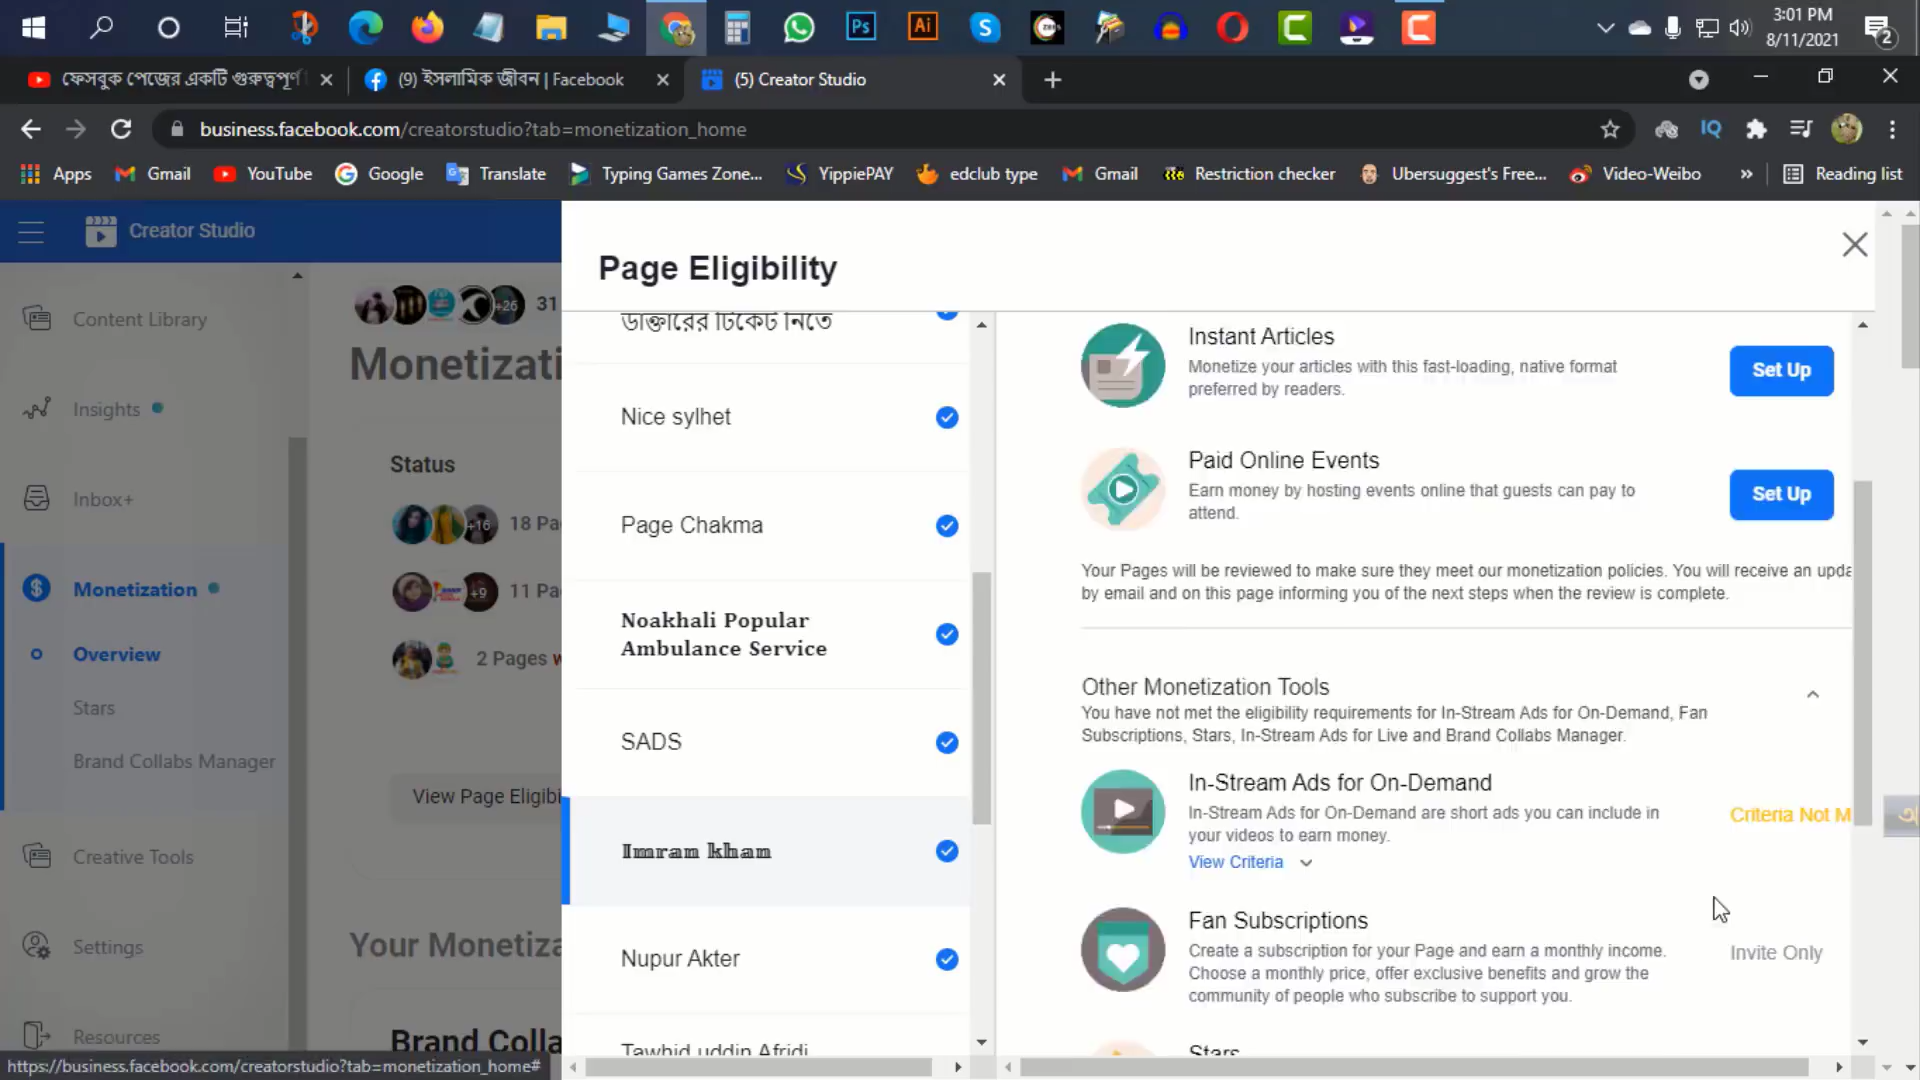 3:01 PM
8/11/2021
2
ফেসবুক পেজের একটি গুরুত্বপূর্ণ
(9) ইসলামিক জীবন | Facebook
(5) Creator Studio
business.facebook.com/creatorstudio?tab=monetization_home
IQ
Apps
Gmail
YouTube
Google
Translate
Typing Games Zone...
YippiePAY
edclub type
Gmail
Restriction checker
Ubersuggest's Free...
Video-Weibo
»
Reading list
Creator Studio
Content Library
Insights
Inbox+
Monetization
Overview
Stars
Brand Collabs Manager
Creative Tools
Settings
Resources
+26 31
Monetizati
Status
+16 18 Pa
+9 11 Pa
2 Pages w
View Page Eligibi
Your Monetiza
Brand Colla
Page Eligibility
ডাক্তারের টিকেট নিতে
Nice sylhet
Page Chakma
Noakhali Popular
Ambulance Service
SADS
Imram khan
Nupur Akter
Tawhid uddin Afridi
Instant Articles
Monetize your articles with this fast-loading, native format
preferred by readers.
Set Up
Paid Online Events
Earn money by hosting events online that guests can pay to
attend.
Set Up
Your Pages will be reviewed to make sure they meet our monetization policies. You will receive an upda
by email and on this page informing you of the next steps when the review is complete.
Other Monetization Tools
You have not met the eligibility requirements for In-Stream Ads for On-Demand, Fan
Subscriptions, Stars, In-Stream Ads for Live and Brand Collabs Manager.
In-Stream Ads for On-Demand
In-Stream Ads for On-Demand are short ads you can include in
your videos to earn money.
View Criteria
Criteria Not M
Fan Subscriptions
Create a subscription for your Page and earn a monthly income.
Choose a monthly price, offer exclusive benefits and grow the
community of people who subscribe to support you.
Invite Only
Stars
https://business.facebook.com/creatorstudio?tab=monetization_home#